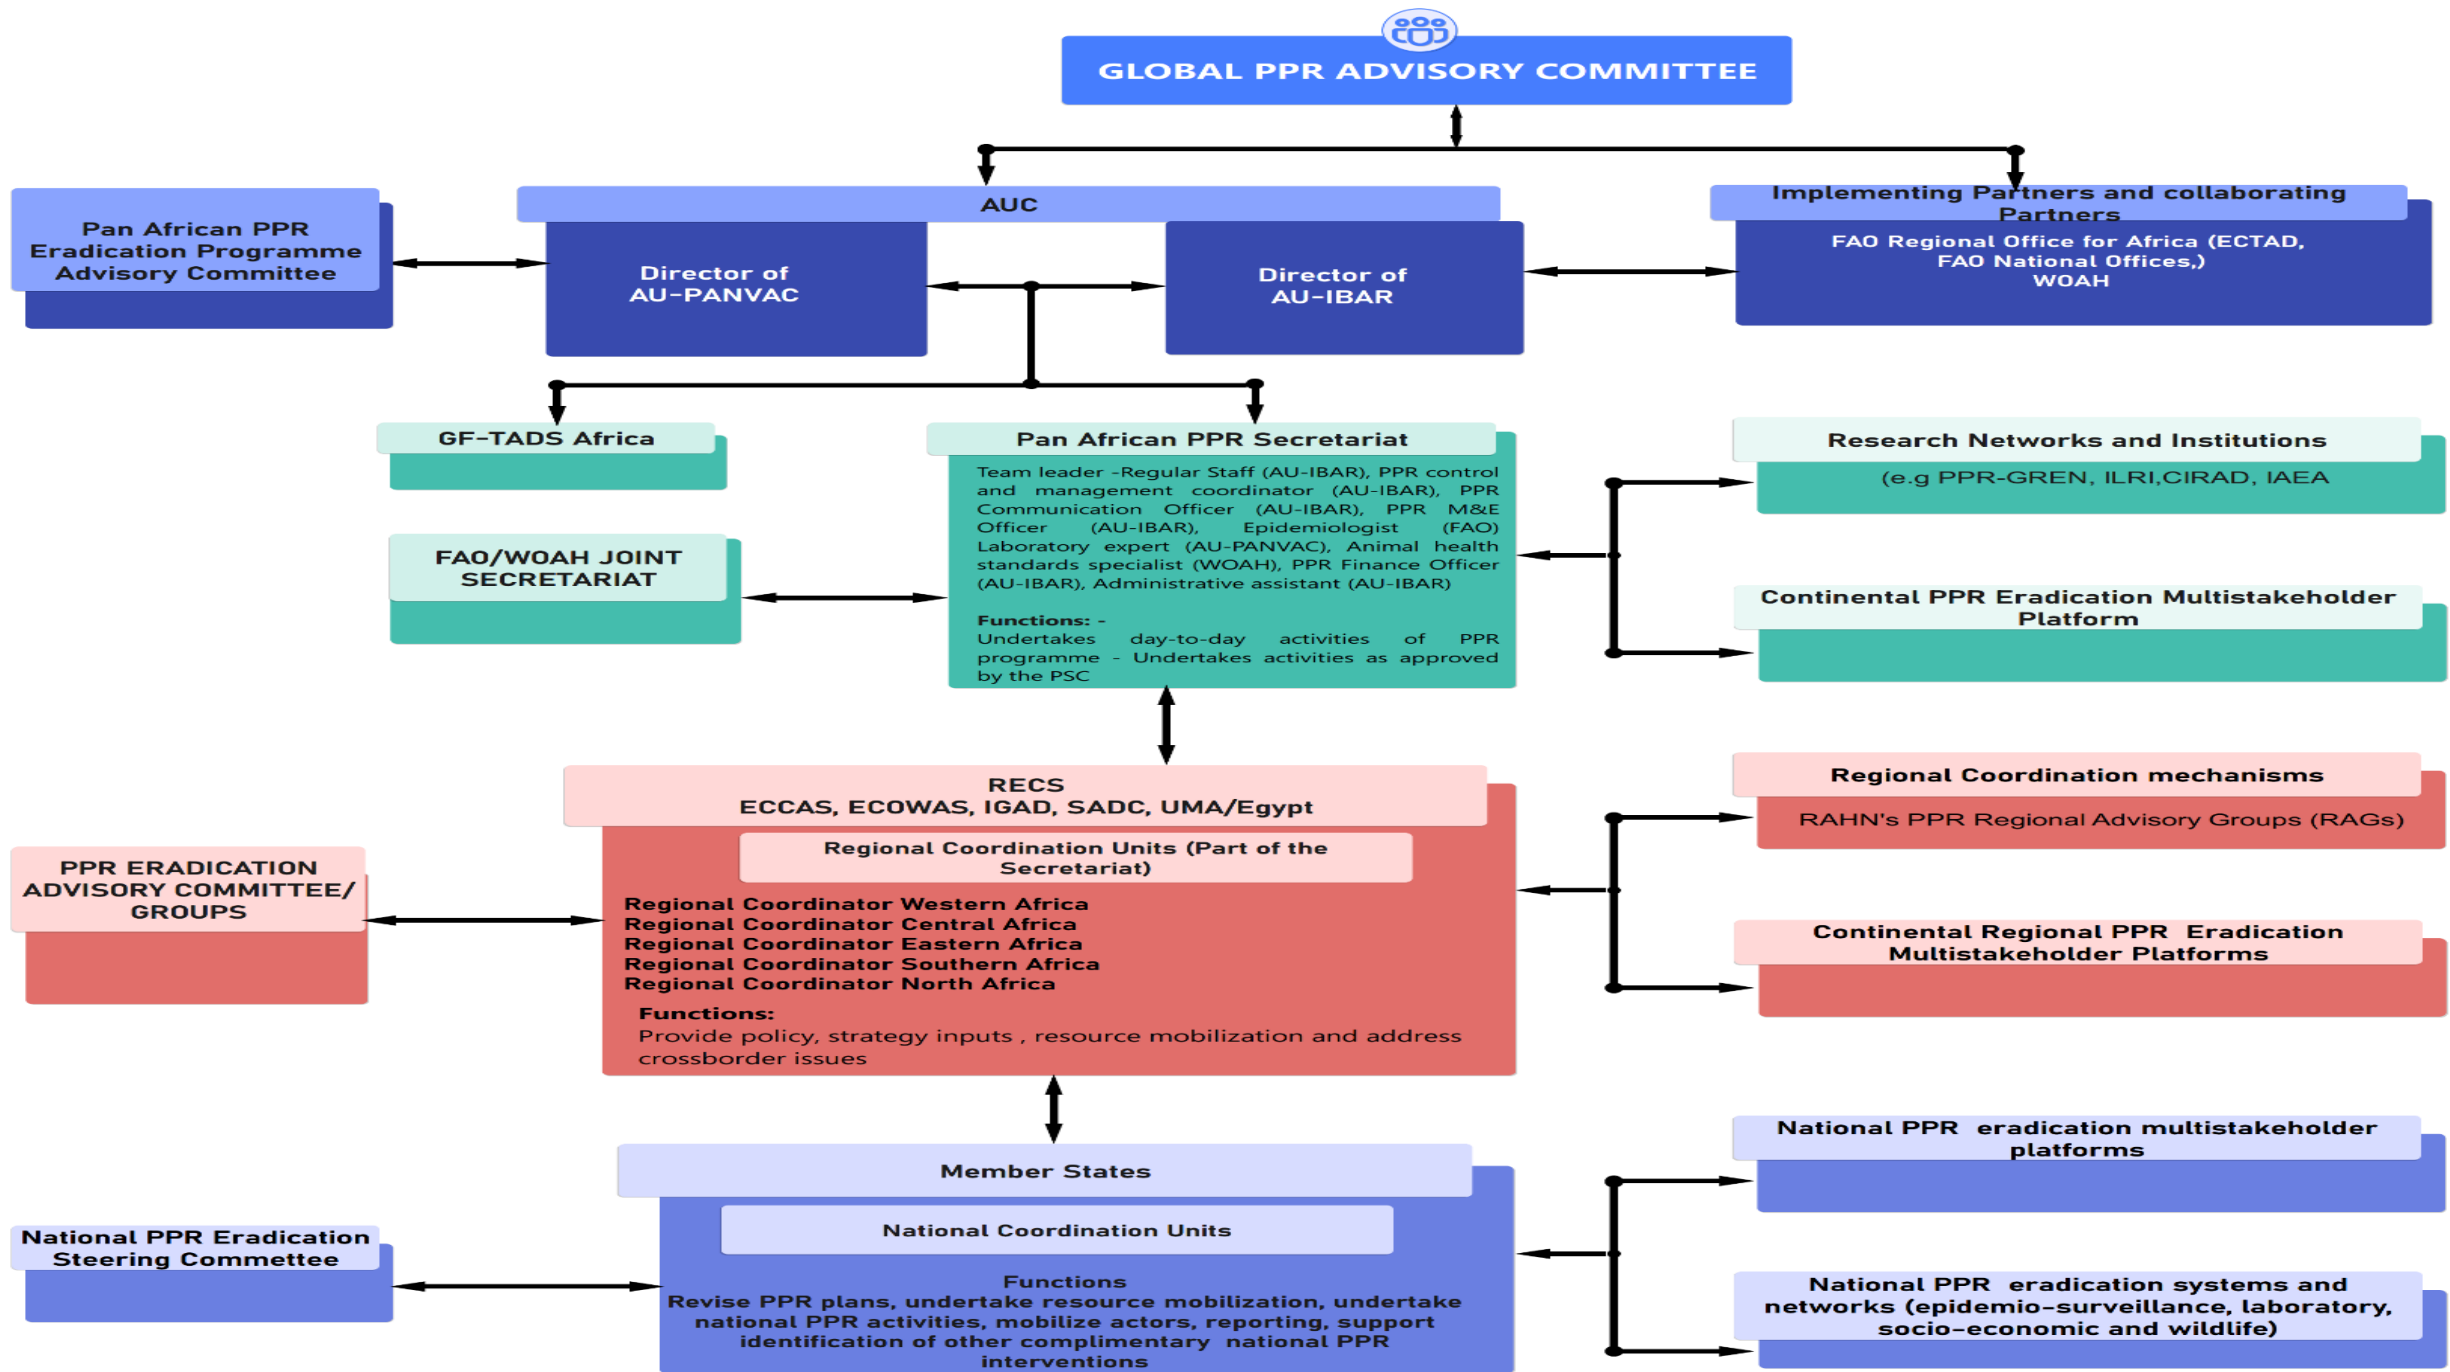 GLOBAL PPR ADVISORY COMMITTEE
Pan African PPR
Eradication Programme
Advisory Committee
AUC
Director of
AU-PANVAC
Director of
AU-IBAR
Implementing Partners and collaborating
Partners
FAO Regional Office for Africa (ECTAD,
FAO National Offices,)
WOAH
GF-TADS Africa
FAO/WOAH JOINT
SECRETARIAT
Pan African PPR Secretariat
Team leader -Regular Staff (AU-IBAR), PPR control
and management coordinator (AU-IBAR), PPR
Communication Officer (AU-IBAR), PPR M&E
Officer (AU-IBAR), Epidemiologist (FAO)
Laboratory expert (AU-PANVAC), Animal health
standards specialist (WOAH), PPR Finance Officer
(AU-IBAR), Administrative assistant (AU-IBAR)
Functions: -
Undertakes day-to-day activities of PPR
programme - Undertakes activities as approved
by the PSC
Research Networks and Institutions
(e.g PPR-GREN, ILRI,CIRAD, IAEA
Continental PPR Eradication Multistakeholder
Platform
RECS
ECCAS, ECOWAS, IGAD, SADC, UMA/Egypt
Regional Coordination Units (Part of the
Secretariat)
Regional Coordinator Western Africa
Regional Coordinator Central Africa
Regional Coordinator Eastern Africa
Regional Coordinator Southern Africa
Regional Coordinator North Africa
Functions:
Provide policy, strategy inputs , resource mobilization and address
crossborder issues
PPR ERADICATION
ADVISORY COMMITTEE/
GROUPS
Regional Coordination mechanisms
RAHN's PPR Regional Advisory Groups (RAGs)
Continental Regional PPR Eradication
Multistakeholder Platforms
Member States
National Coordination Units
Functions
Revise PPR plans, undertake resource mobilization, undertake
national PPR activities, mobilize actors, reporting, support
identification of other complimentary national PPR
interventions
National PPR Eradication
Steering Commettee
National PPR eradication multistakeholder
platforms
National PPR eradication systems and
networks (epidemio-surveillance, laboratory,
socio-economic and wildlife)